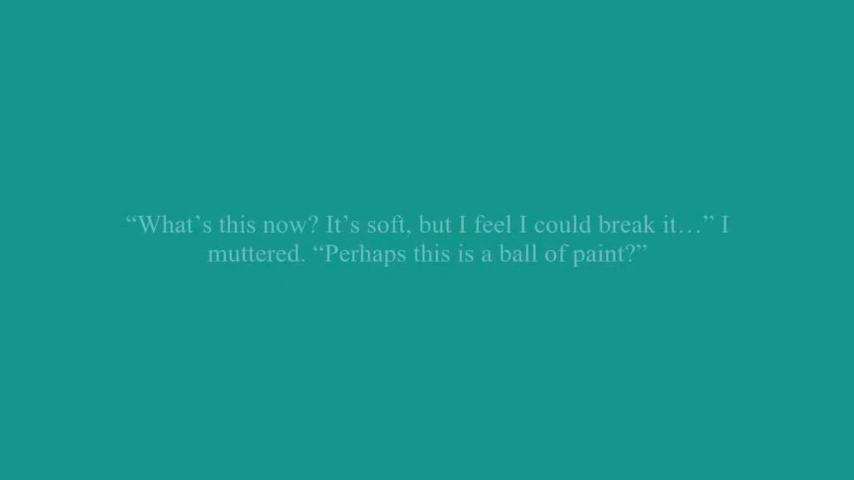 “What’s this now? It’s soft, but I feel I could break it…” I
muttered. “Perhaps this is a ball of paint?”